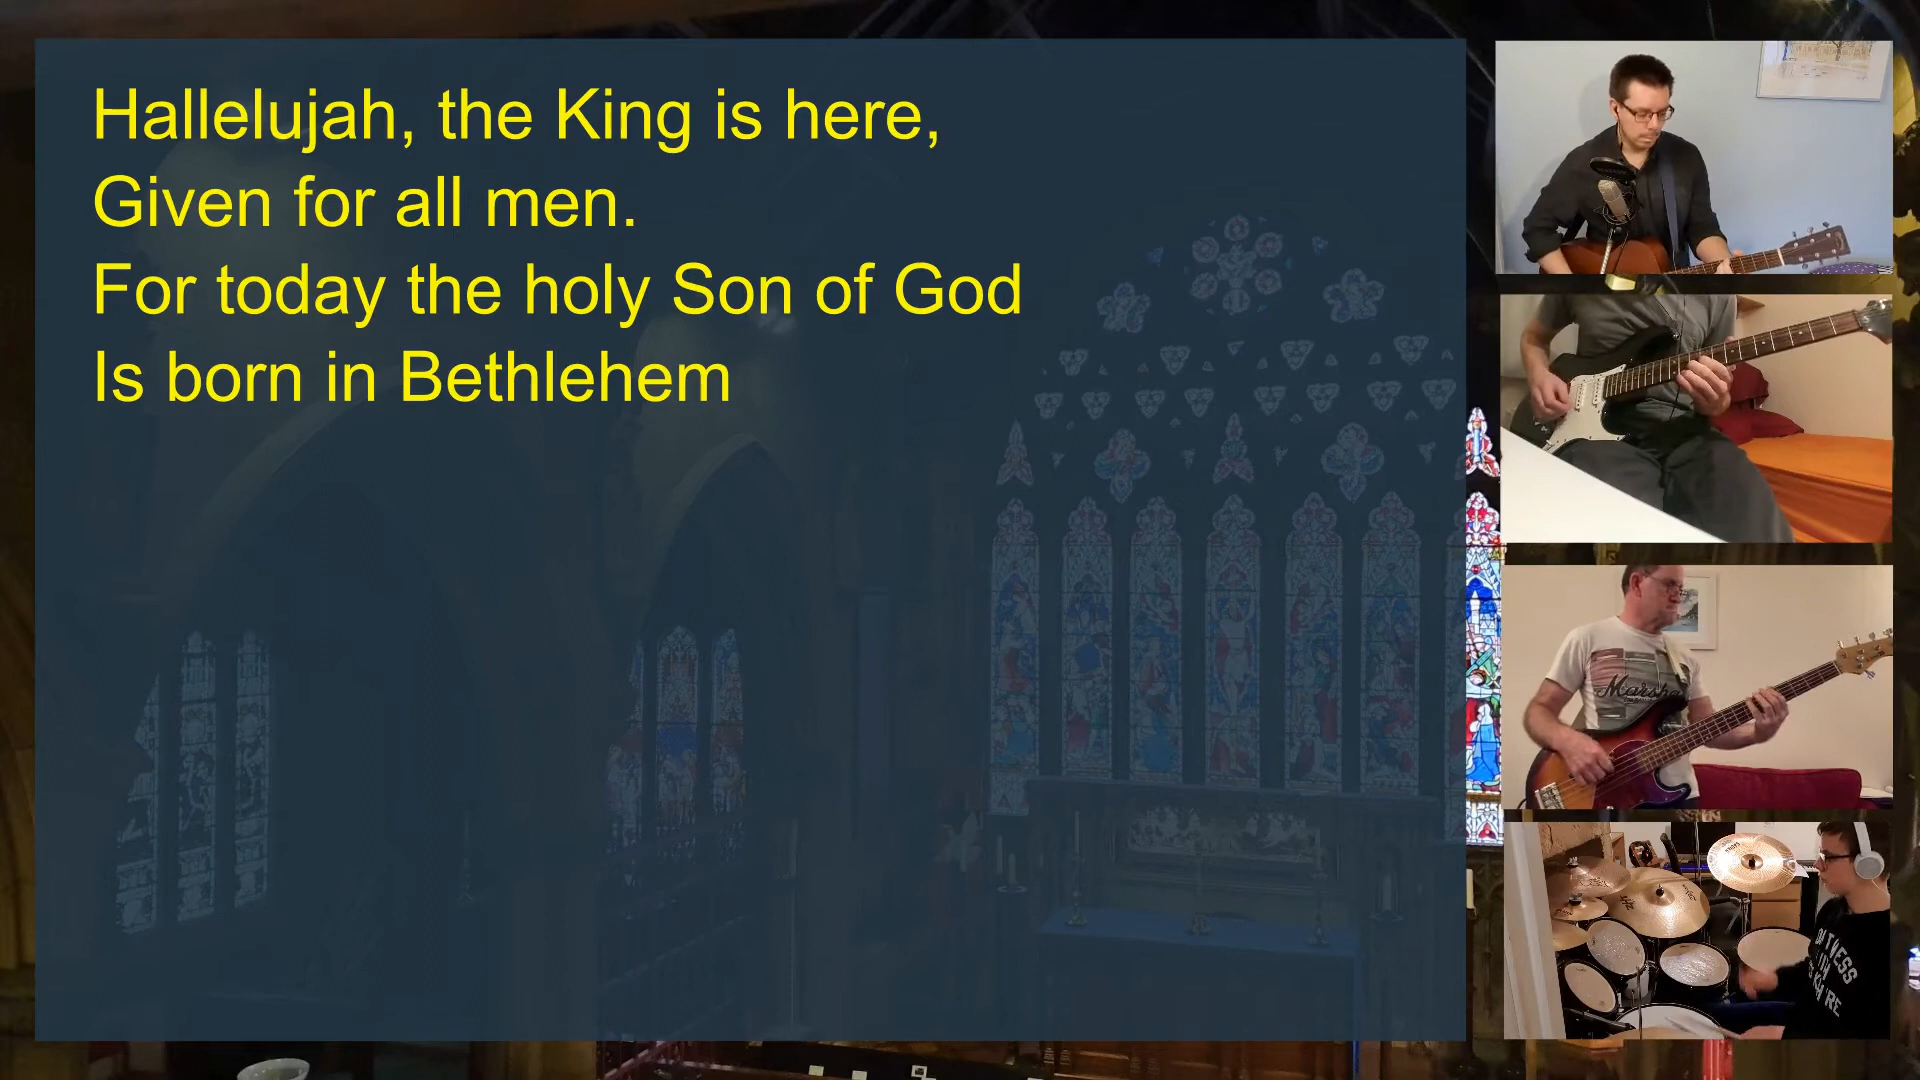 Hallelujah, the King is here,
Given for all men.
For today the holy Son of God
Is born in Bethlehem